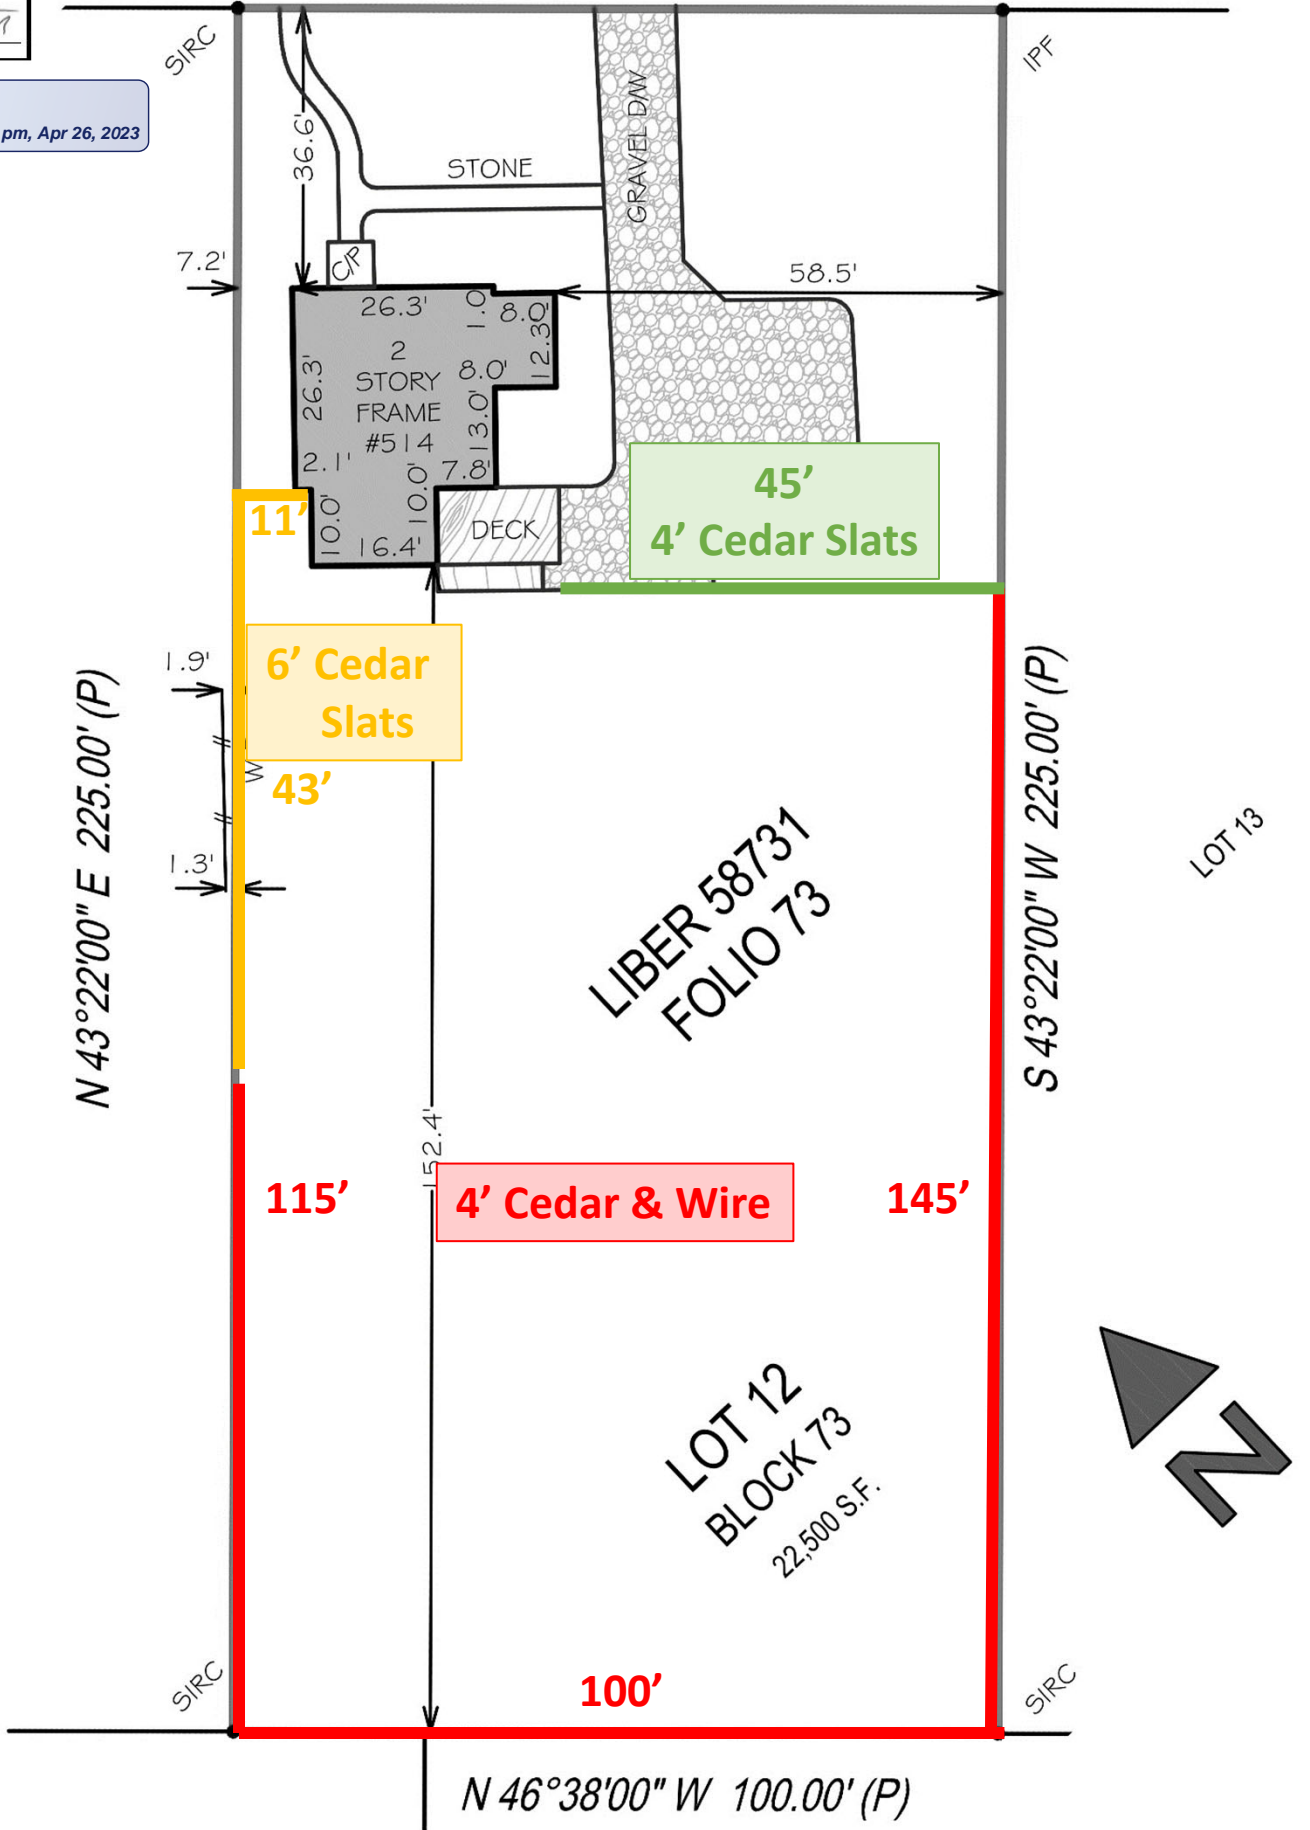 pm, Apr 26, 2023
SIRC
IPF
36.6'
STONE
GRAVEL D/W
C/P
7.2'
58.5'
26.3'
1.0
8.0'
12.3'
2
STORY
FRAME
#514
8.0'
26.3'
13.0'
2.1'
7.8'
10.0'
10.0'
16.4'
DECK
11'
45'
4' Cedar Slats
6' Cedar
Slats
43'
1.9'
W
1.3'
N 43°22'00" E 225.00' (P)
S 43°22'00" W 225.00' (P)
LOT 13
LIBER 58731
FOLIO 73
152.4'
115'
4' Cedar & Wire
145'
LOT 12
BLOCK 73
22,500 S.F.
N
SIRC
100'
SIRC
N 46°38'00" W 100.00' (P)